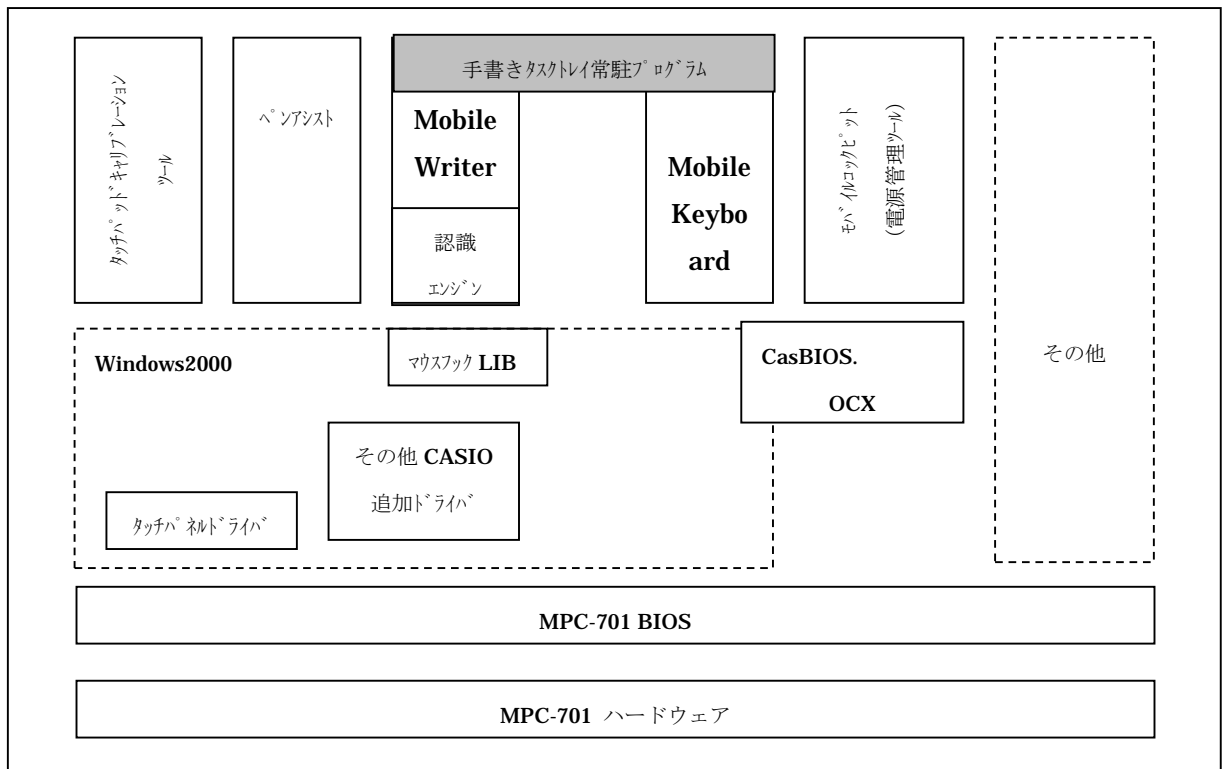 タッチパッドキャリブレーション
ツール
ペンアシスト
手書きタスクトレイ常駐プログラム
Mobile
Writer
認識
エンジン
Mobile
Keybo
ard
モバイルコックピット
(電源管理ツール)
その他
Windows2000
マウスフック LIB
CasBIOS.
OCX
その他 CASIO
追加ドライバ
タッチパネルドライバ
MPC-701 BIOS
MPC-701 ハードウェア